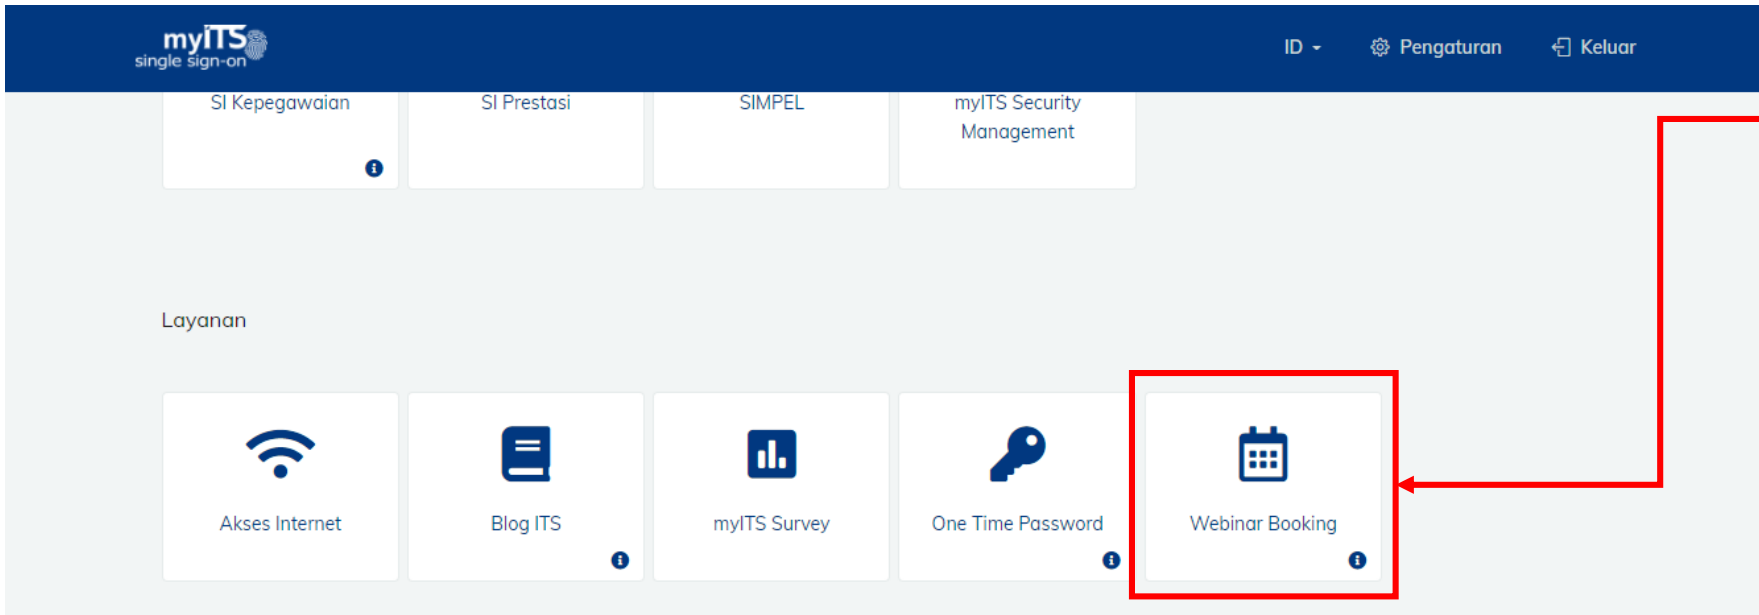 myITS
single sign-on
ID
Pengaturan
Keluar
SI Kepegawaian
SI Prestasi
SIMPEL
myITS Security
Management
Layanan
Akses Internet
Blog ITS
myITS Survey
One Time Password
Webinar Booking